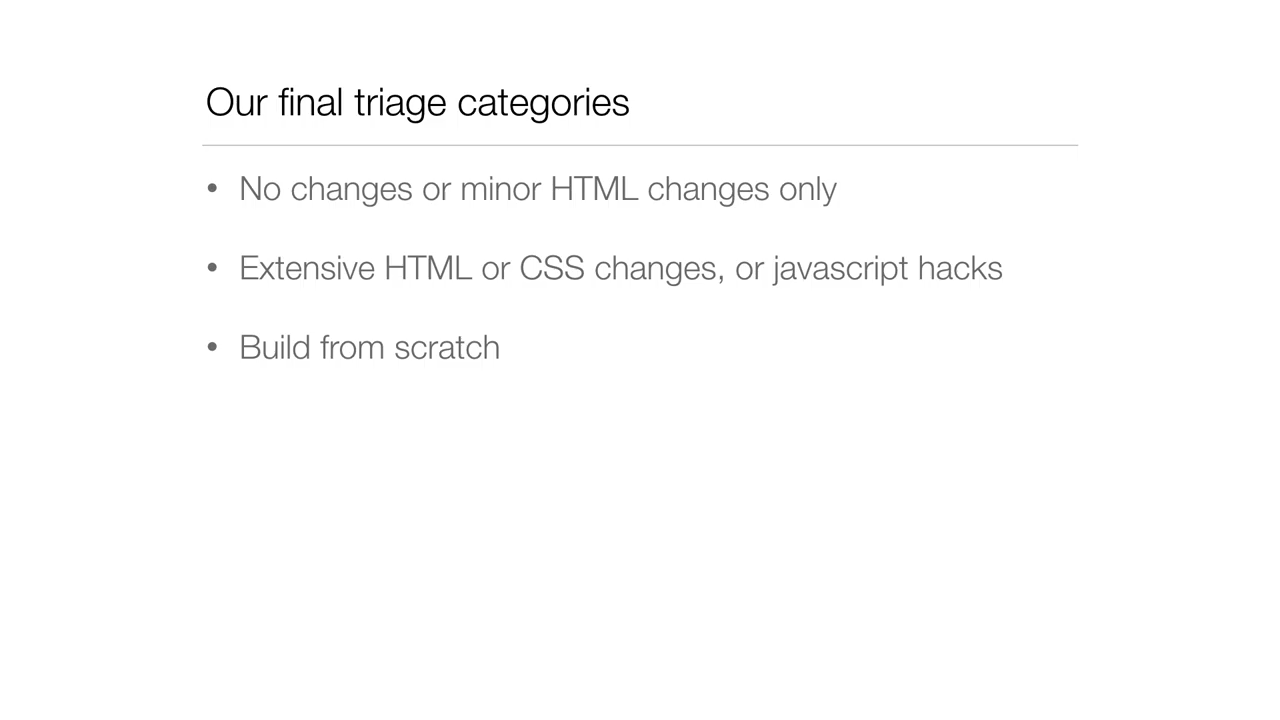 Our final triage categories
• No changes or minor HTML changes only
• Extensive HTML or CSS changes, or javascript hacks
• Build from scratch